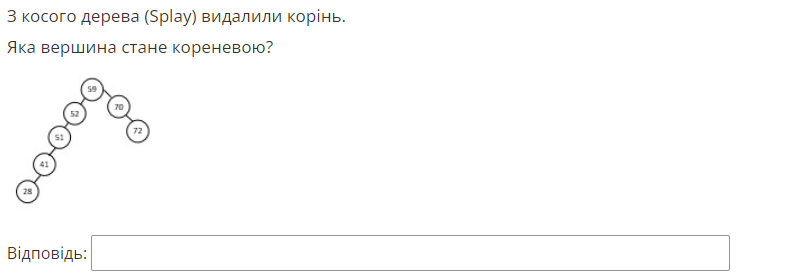 З косого дерева (Splay) видалили корінь.
Яка вершина стане кореневою?
59
70
52
72
51
41
28
Відповідь: